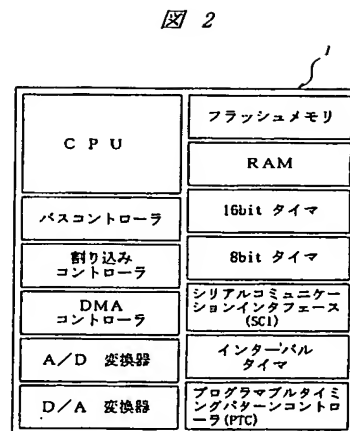 図 2
1
C P U
バスコントローラ
割り込み
コントローラ
DMA
コントローラ
A/D 変換器
D/A 変換器
フラッシュメモリ
RAM
16bit タイマ
8bit タイマ
シリアルコミュニケー
ションインタフェース
(SCI)
インターバル
タイマ
プログラマブルタイミ
ングパターンコントロ
ーラ(PTC)